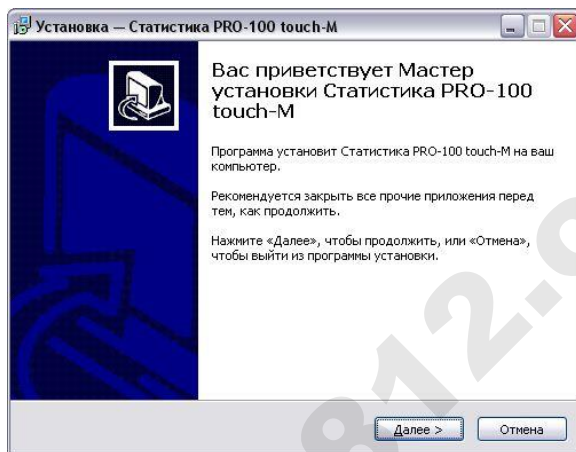 Установка — Статистика PRO-100 touch-M
Вас приветствует Мастер
установки Статистика PRO-100
touch-M
Программа установит Статистика PRO-100 touch-M на ваш
компьютер.
Рекомендуется закрыть все прочие приложения перед
тем, как продолжить.
Нажмите «Далее», чтобы продолжить, или «Отмена»,
чтобы выйти из программы установки.
812.
Далее >
Отмена